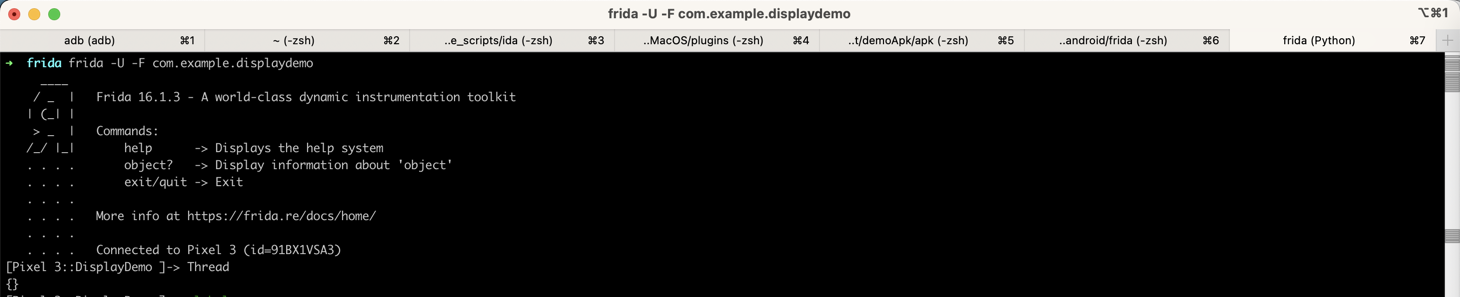 frida -U -F com.example.displaydemo
⌥⌘1
adb (adb) ⌘1 ~ (-zsh) ⌘2 ..e_scripts/ida (-zsh) ⌘3 ..MacOS/plugins (-zsh) ⌘4 ..t/demoApk/apk (-zsh) ⌘5 ..android/frida (-zsh) ⌘6 frida (Python) ⌘7
→ frida frida -U -F com.example.displaydemo
____
/ _ | Frida 16.1.3 - A world-class dynamic instrumentation toolkit
| (_| |
> _ | Commands:
/_/ |_| help -> Displays the help system
. . . . object? -> Display information about 'object'
. . . . exit/quit -> Exit
. . . .
. . . . More info at https://frida.re/docs/home/
. . . .
. . . . Connected to Pixel 3 (id=91BX1VSA3)
[Pixel 3::DisplayDemo ]-> Thread
{}